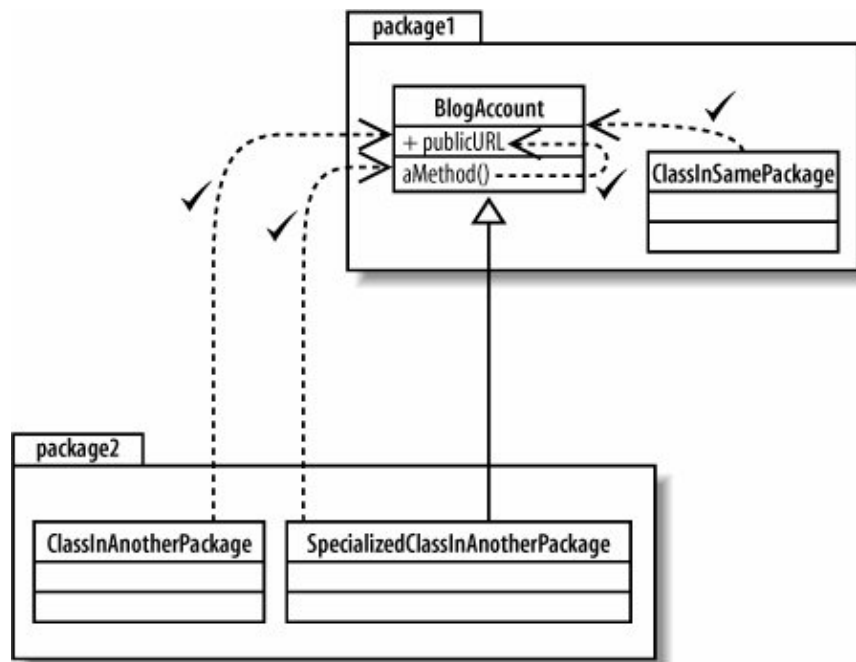 package1
BlogAccount
+ publicURL
aMethod()
ClassInSamePackage
package2
ClassInAnotherPackage
SpecializedClassInAnotherPackage